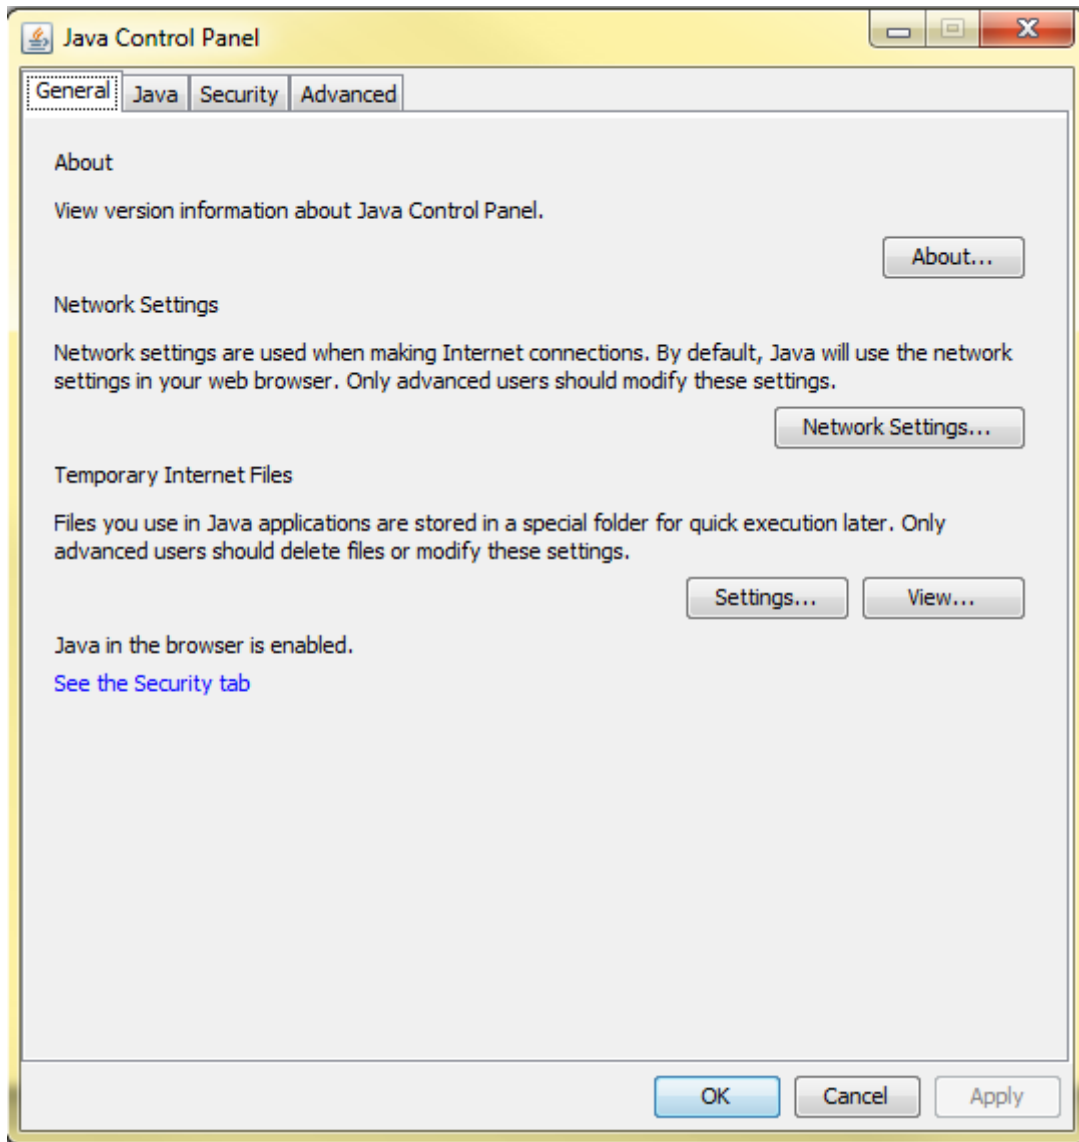 Java Control Panel
General Java Security Advanced
About
View version information about Java Control Panel.
About...
Network Settings
Network settings are used when making Internet connections. By default, Java will use the network
settings in your web browser. Only advanced users should modify these settings.
Network Settings...
Temporary Internet Files
Files you use in Java applications are stored in a special folder for quick execution later. Only
advanced users should delete files or modify these settings.
Settings... View...
Java in the browser is enabled.
See the Security tab
OK Cancel Apply